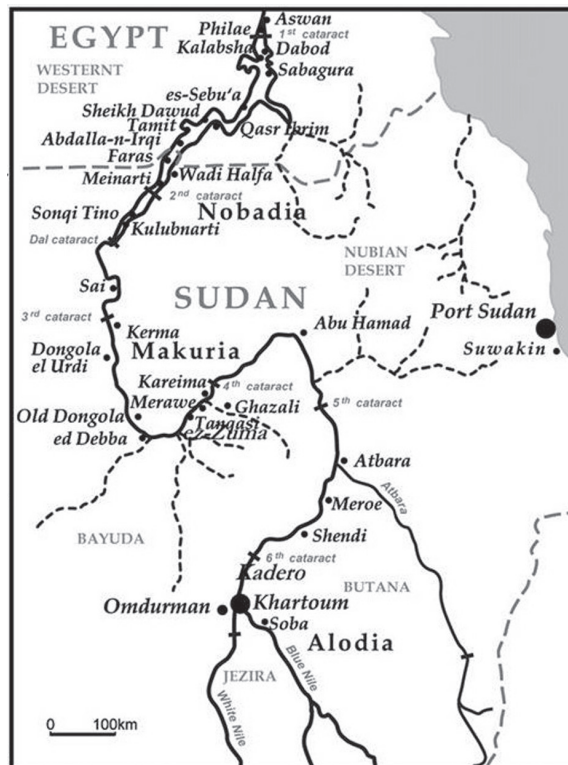 Aswan
EGYPT
Philae
1st cataract
Kalabsha
Dabod
WESTERNT
DESERT
Sabagura
es-Sebu'a
Sheikh Dawud
Tamit
Qasr Ibrim
Abdalla-n-Irqi
Faras
Meinarti
Wadi Halfa
2nd cataract
Nobadia
Sonqi Tino
Kulubnarti
Dal cataract
NUBIAN
DESERT
Sai
SUDAN
3rd cataract
Kerma
Abu Hamad
Port Sudan
Makuria
Suwakin
Dongola
el Urdi
Kareima
4th cataract
Merawe
Ghazali
5th cataract
Old Dongola
Tanqasi
ez-Zuma
ed Debba
Atbara
Atbara
Meroe
BAYUDA
Shendi
6th cataract
Kadero
BUTANA
Omdurman
Khartoum
Soba
Alodia
JEZIRA
Blue Nile
White Nile
0 100km